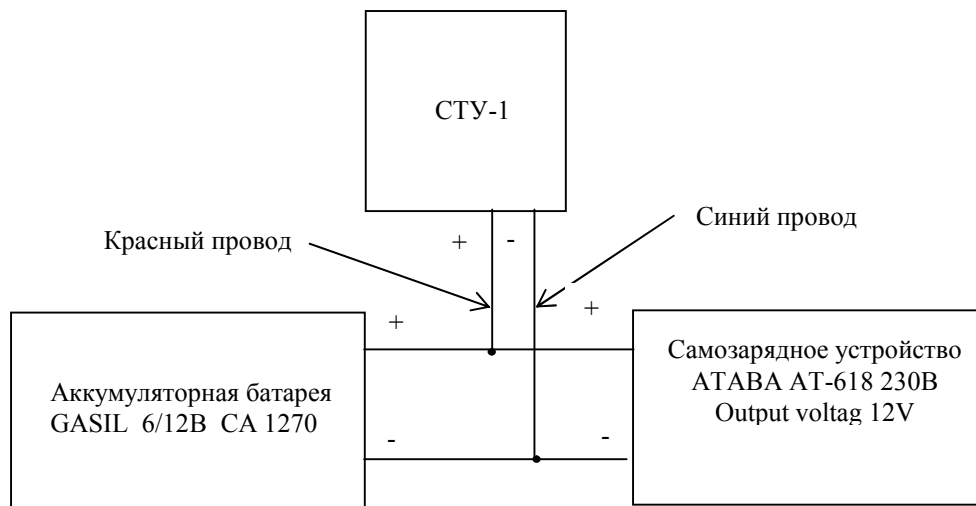 СТУ-1
Синий провод
Красный провод
+ -
+ +
Самозарядное устройство
АТАВА АТ-618 230В
Output voltag 12V
Аккумуляторная батарея
GASIL 6/12В СА 1270
- -